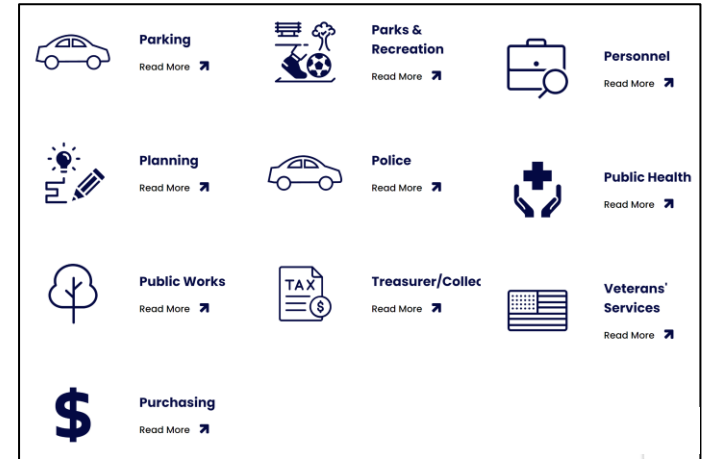 Parking
Read More
Parks &
Recreation
Read More
Personnel
Read More
Planning
Read More
Police
Read More
Public Health
Read More
Public Works
Read More
TAX
$
Treasurer/Collec
Read More
Veterans'
Services
Read More
$
Purchasing
Read More